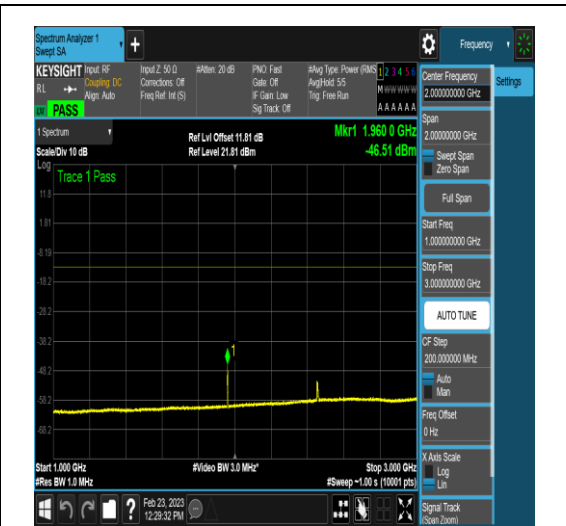 Spectrum Analyzer 1
Swept SA
+
Frequency
KEYSIGHT
Input: RF
Coupling: DC
Align: Auto
RL
PASS
Input Z: 50 Ω
Corrections: Off
Freq Ref: Int (S)
#Atten: 20 dB
PNO: Fast
Gate: Off
IF Gain: Low
Sig Track: Off
#Avg Type: Power (RMS
Avg|Hold: 5/5
Trig: Free Run
1 2 3 4 5 6
M W W W W W
A A A A A A
1 Spectrum
Scale/Div 10 dB
Ref Lvl Offset 11.81 dB
Ref Level 21.81 dBm
Mkr1 1.960 0 GHz
-46.51 dBm
Log
Trace 1 Pass
11.8
1.81
-8.19
-18.2
-28.2
-38.2
-48.2
-58.2
-68.2
1
Start 1.000 GHz
#Res BW 1.0 MHz
#Video BW 3.0 MHz*
Stop 3.000 GHz
#Sweep ~1.00 s (10001 pts)
Feb 23, 2023
12:29:32 PM
?
Center Frequency
2.000000000 GHz
Settings
Span
2.00000000 GHz
Swept Span
Zero Span
Full Span
Start Freq
1.000000000 GHz
Stop Freq
3.000000000 GHz
AUTO TUNE
CF Step
200.000000 MHz
Auto
Man
Freq Offset
0 Hz
X Axis Scale
Log
Lin
Signal Track
(Span Zoom)